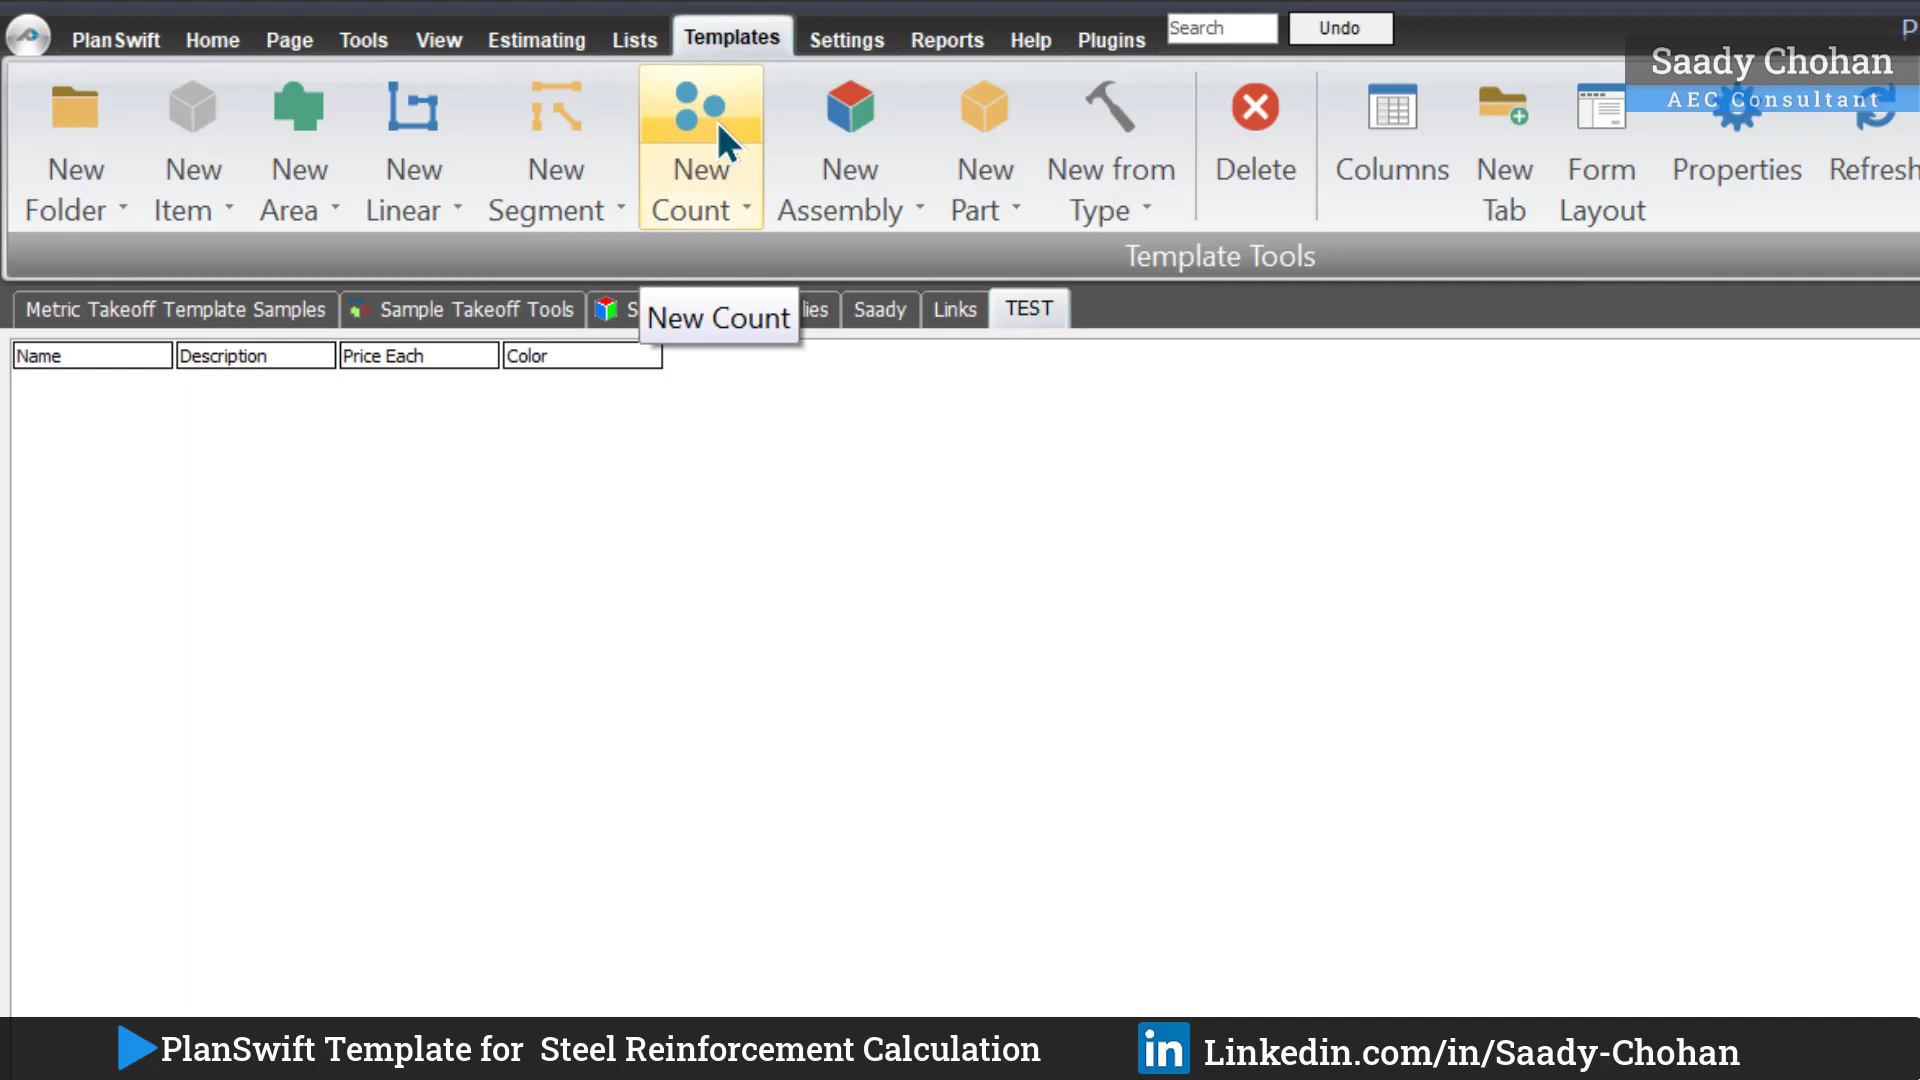 PlanSwift Home Page Tools View Estimating Lists Templates Settings Reports Help Plugins Search Undo P
Saady Chohan
AEC Consultant
New Folder
New Item
New Area
New Linear
New Segment
New Count
New Assembly
New Part
New from Type
Delete
Columns
New Tab
Form Layout
Properties
Refresh
Template Tools
Metric Takeoff Template Samples Sample Takeoff Tools S lies Saady Links TEST
New Count
Name Description Price Each Color
PlanSwift Template for Steel Reinforcement Calculation
in Linkedin.com/in/Saady-Chohan